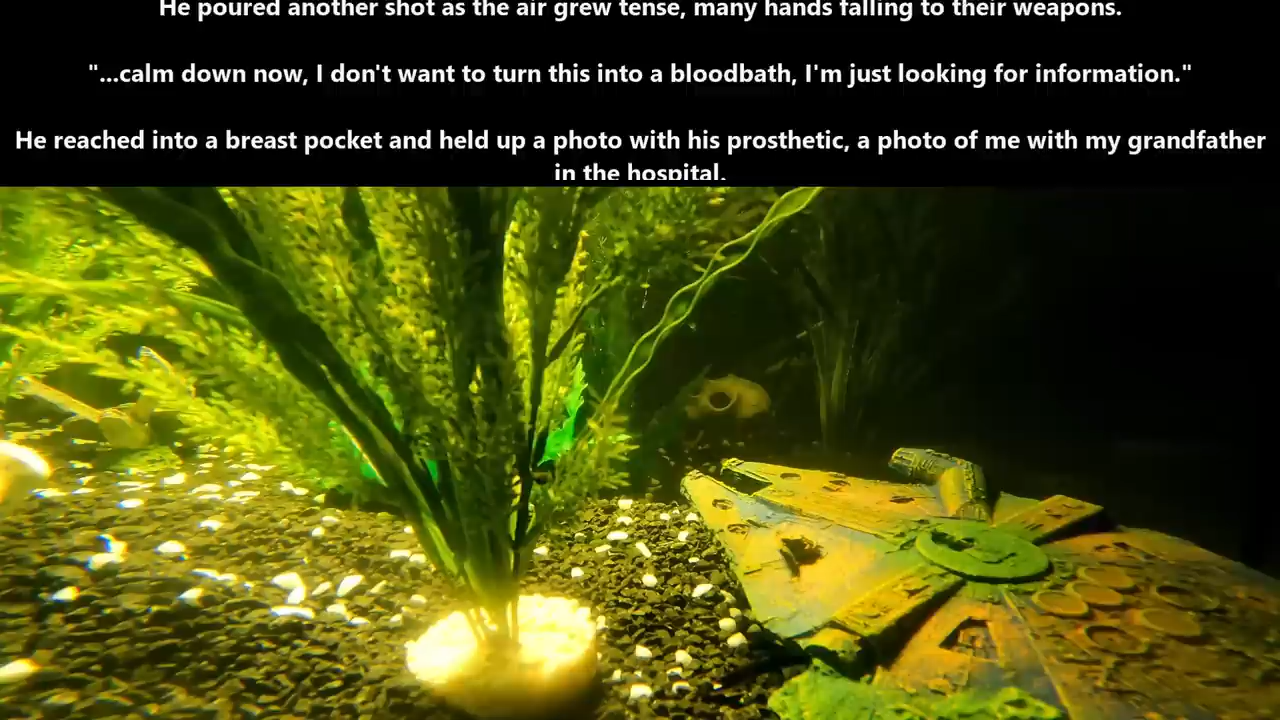 He poured another shot as the air grew tense, many hands falling to their weapons.
"...calm down now, I don't want to turn this into a bloodbath, I'm just looking for information."
He reached into a breast pocket and held up a photo with his prosthetic, a photo of me with my grandfather
in the hospital.